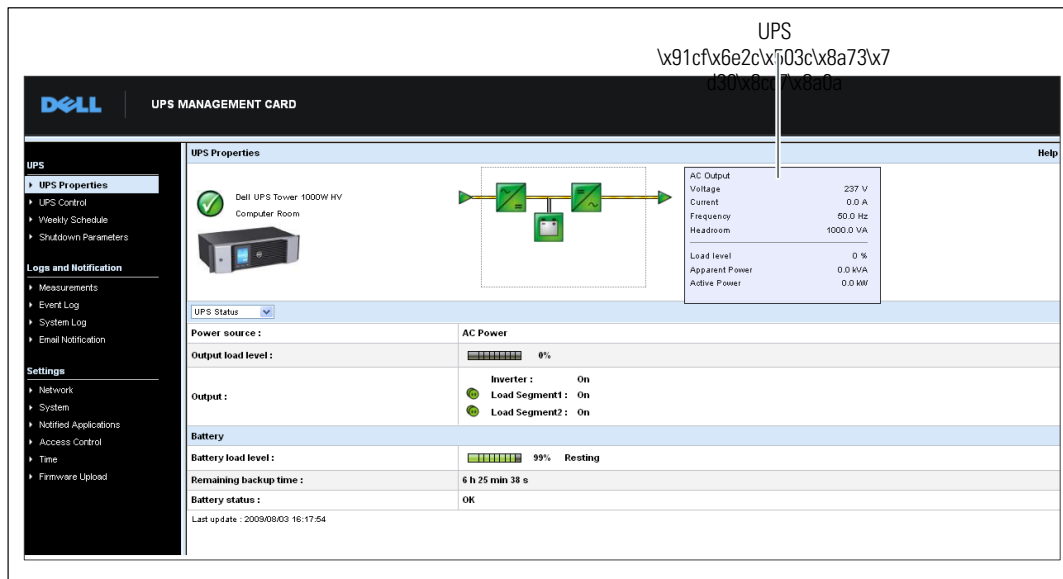 UPS
\x91cf\x6e2c\x503c\x8a73\x7
d30\x8cc7\x8a0a
DELL
UPS MANAGEMENT CARD
UPS Properties
Help
UPS
UPS Properties
UPS Control
Weekly Schedule
Shutdown Parameters
Logs and Notification
Measurements
Event Log
System Log
Email Notification
Settings
Network
System
Notified Applications
Access Control
Time
Firmware Upload
Dell UPS Tower 1000W HV
Computer Room
AC Output
Voltage 237 V
Current 0.0 A
Frequency 50.0 Hz
Headroom 1000.0 VA
Load level 0 %
Apparent Power 0.0 kVA
Active Power 0.0 kW
UPS Status
Power source : AC Power
Output load level : 0%
Output :
Inverter : On
Load Segment1 : On
Load Segment2 : On
Battery
Battery load level : 99% Resting
Remaining backup time : 6 h 25 min 38 s
Battery status : OK
Last update : 2009/08/03 16:17:54